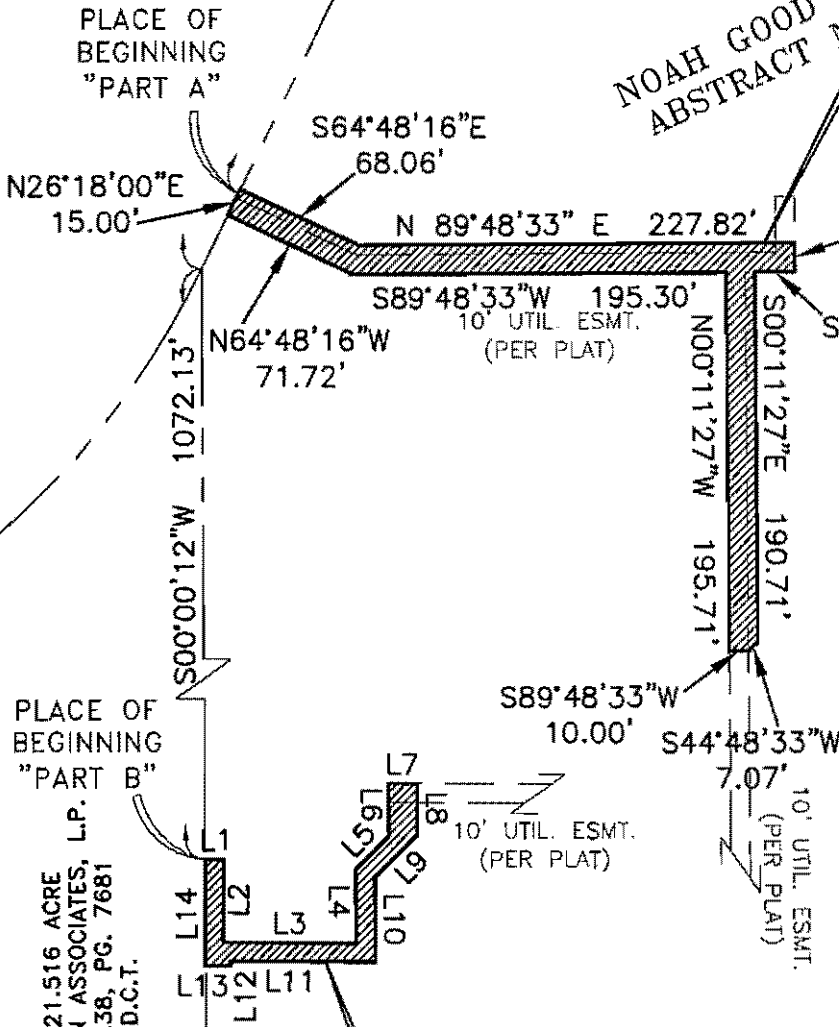 PLACE OF
BEGINNING
"PART A"
NOAH GOOD
ABSTRACT
S64°48'16"E
68.06'
N26°18'00"E
15.00'
N 89°48'33" E 227.82'
S89°48'33"W 195.30'
10' UTIL. ESMT.
(PER PLAT)
S
N64°48'16"W
71.72'
S00°00'12"W 1072.13'
N00°11'27"W 195.71'
S00°11'27"E 190.71'
S89°48'33"W
10.00'
S44°48'33"W
7.07'
10' UTIL. ESMT.
(PER PLAT)
PLACE OF
BEGINNING
"PART B"
L7
L6
L8
L5
L9
10' UTIL. ESMT.
(PER PLAT)
L1
L14
L2
L3
L4
L10
L13
L12
L11
21.516 ACRE
ASSOCIATES, L.P.
38, PG. 7681
D.C.T.